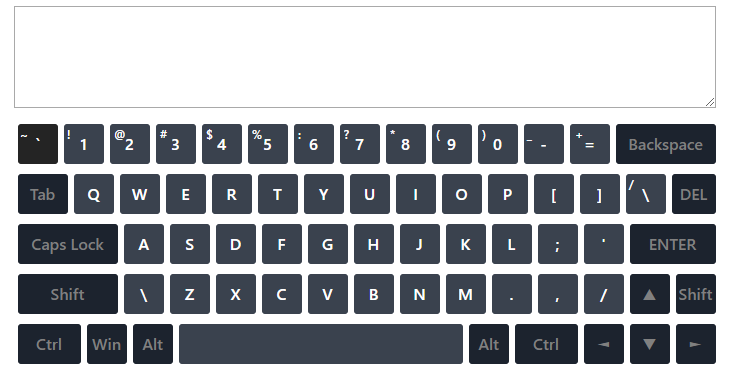 ~ ` ! 1 @ 2 # 3 $ 4 % 5 : 6 ? 7 * 8 ( 9 ) 0 _ - + = Backspace
Tab Q W E R T Y U I O P [ ] / \ DEL
Caps Lock A S D F G H J K L ; ' ENTER
Shift \ Z X C V B N M . , / ▲ Shift
Ctrl Win Alt Alt Ctrl ◄ ▼ ►